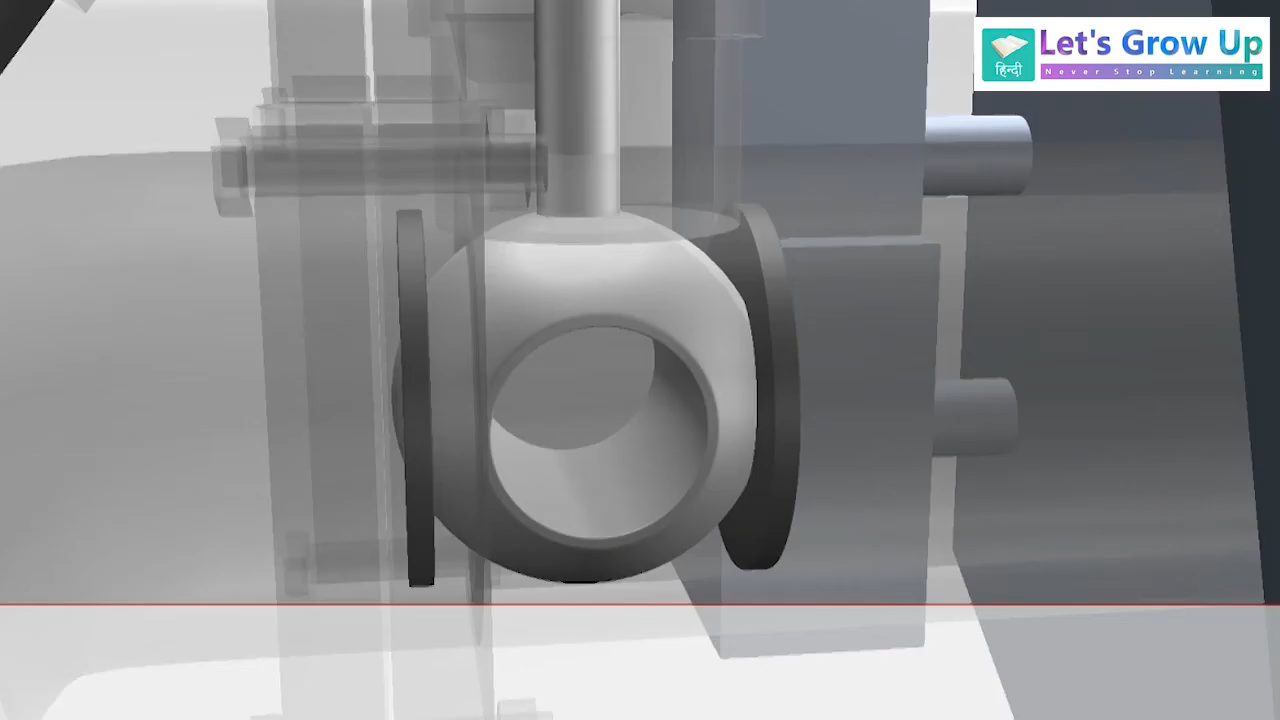 Let's Grow Up
हिन्दी
Never Stop Learning